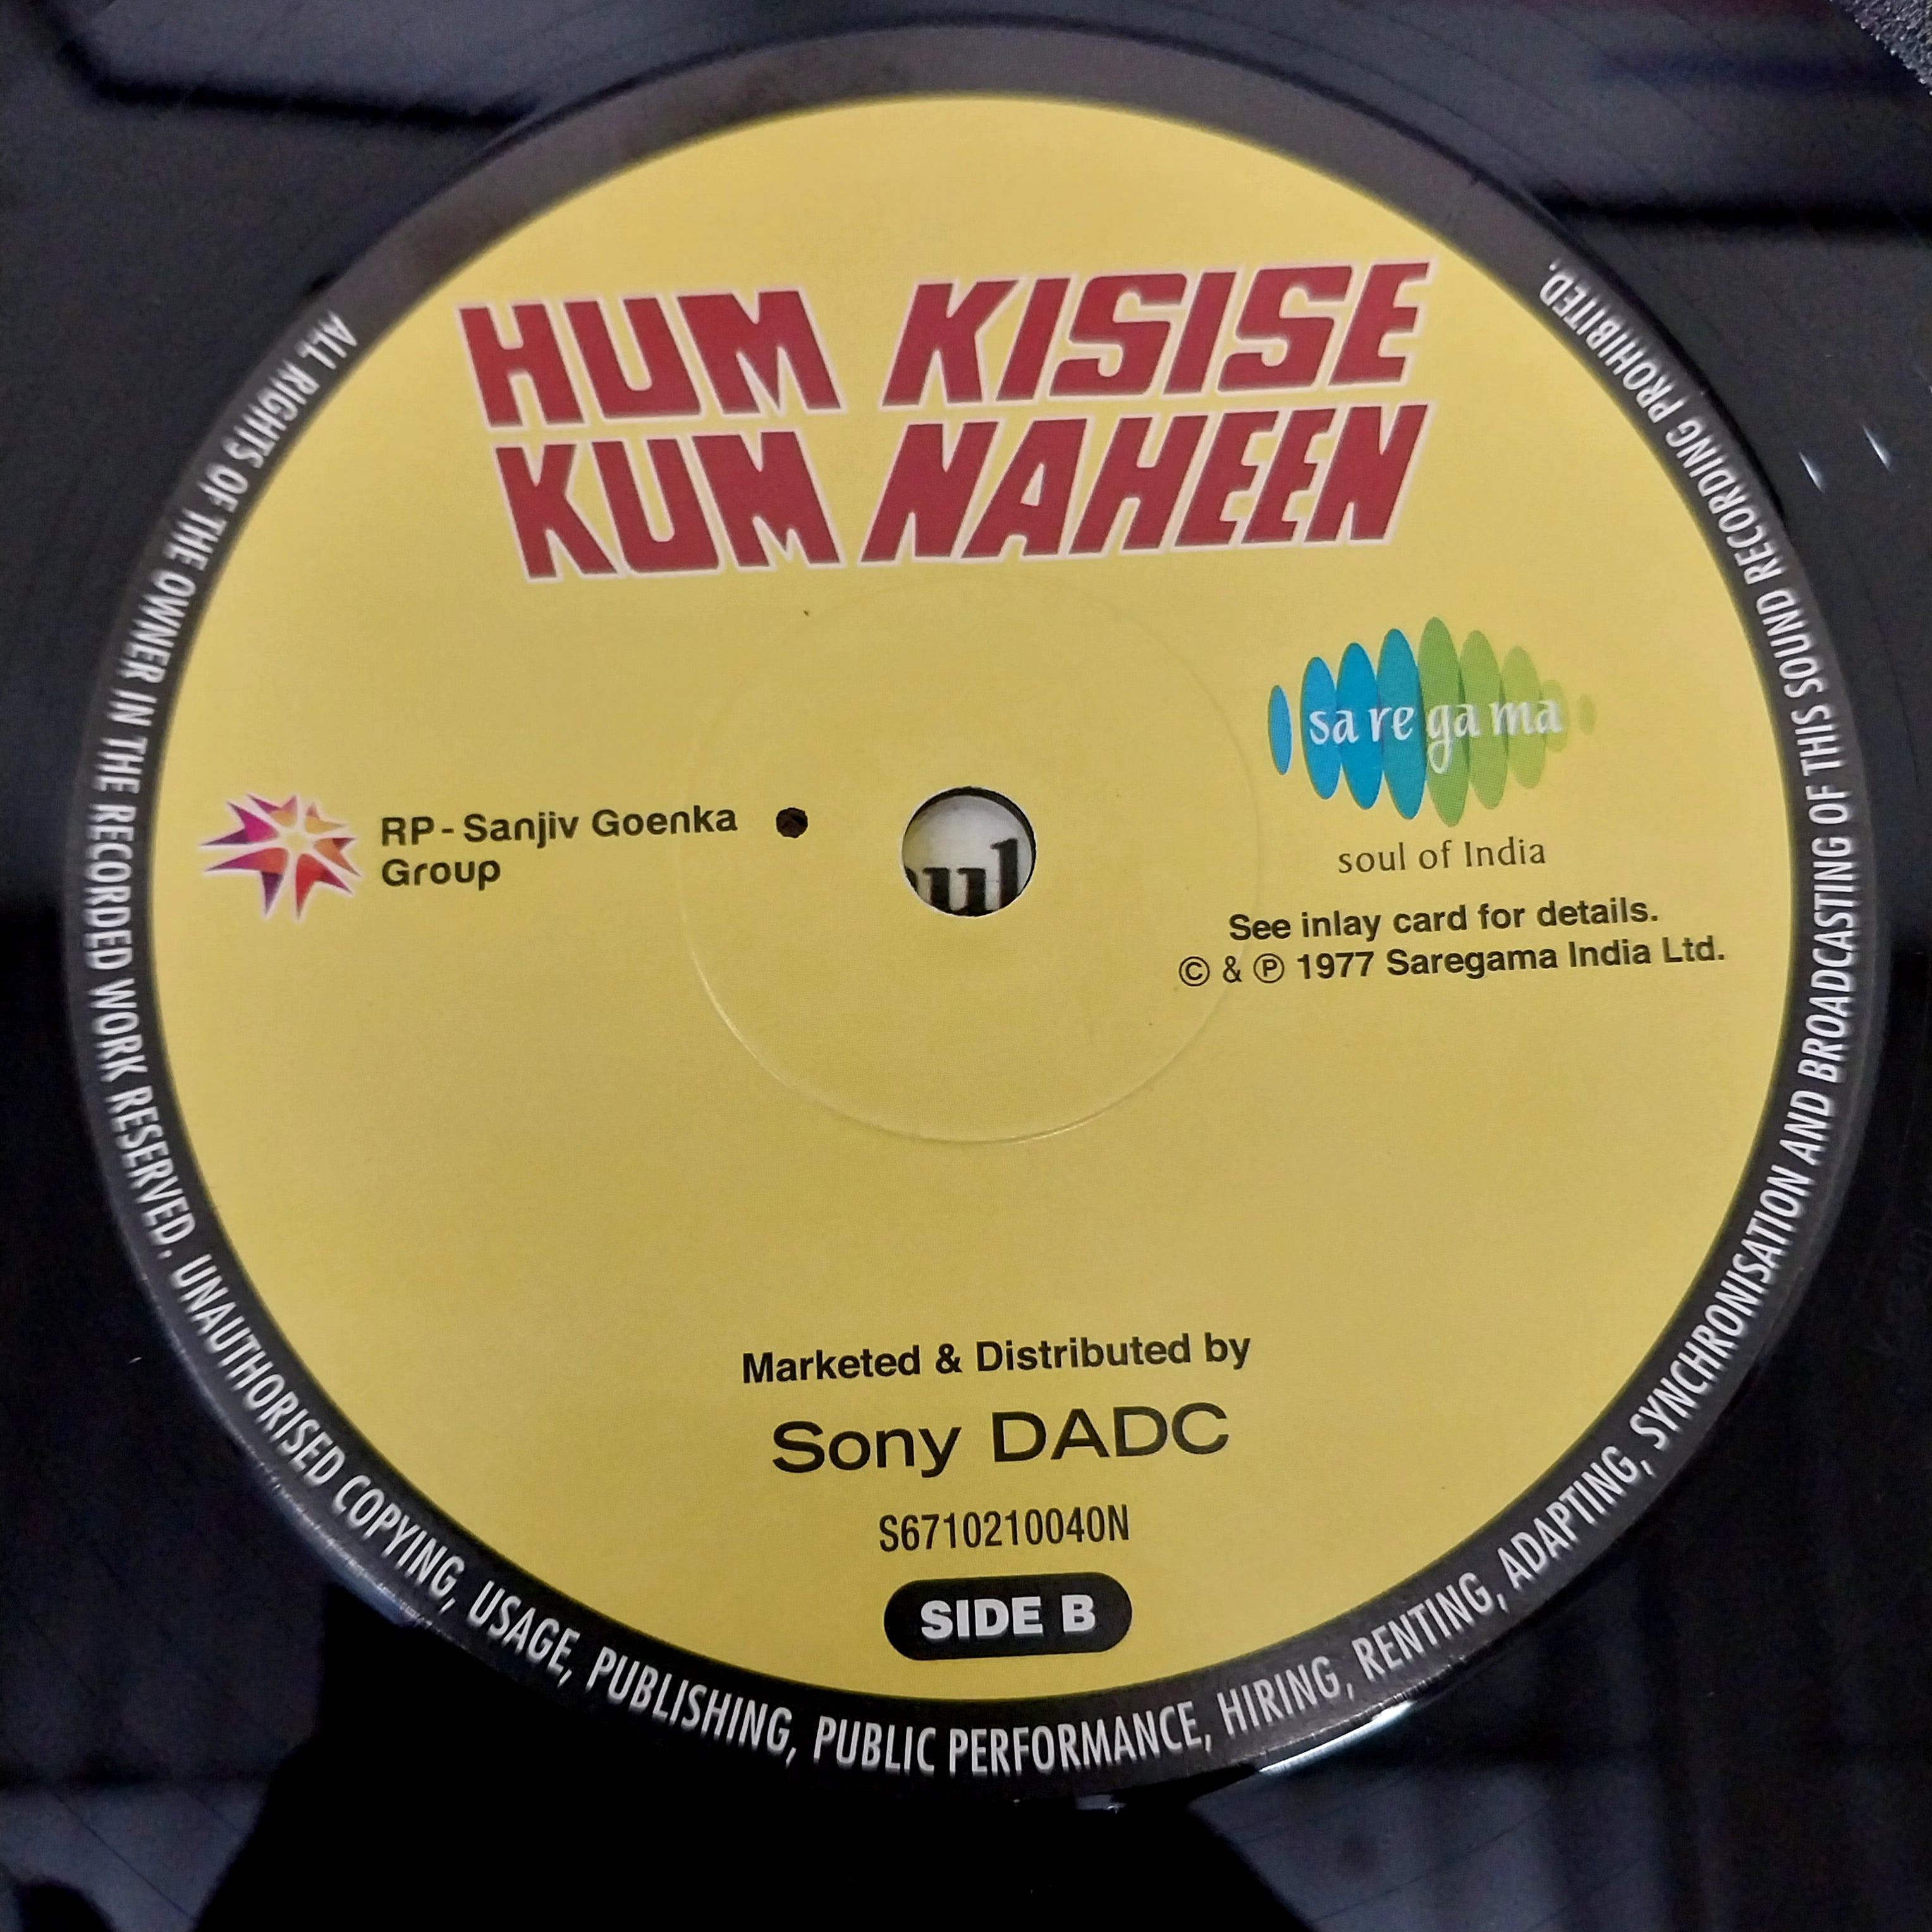 HUM KISISE
KUM NAHEEN
sa re ga ma
soul of India
RP - Sanjiv Goenka
Group
See inlay card for details.
© & ℗ 1977 Saregama India Ltd.
Marketed & Distributed by
Sony DADC
S6710210040N
SIDE B
ALL RIGHTS OF THE OWNER IN THE RECORDED WORK RESERVED. UNAUTHORISED COPYING, USAGE, PUBLISHING, PUBLIC PERFORMANCE, HIRING, RENTING, ADAPTING, SYNCHRONISATION AND BROADCASTING OF THIS SOUND RECORDING PROHIBITED.